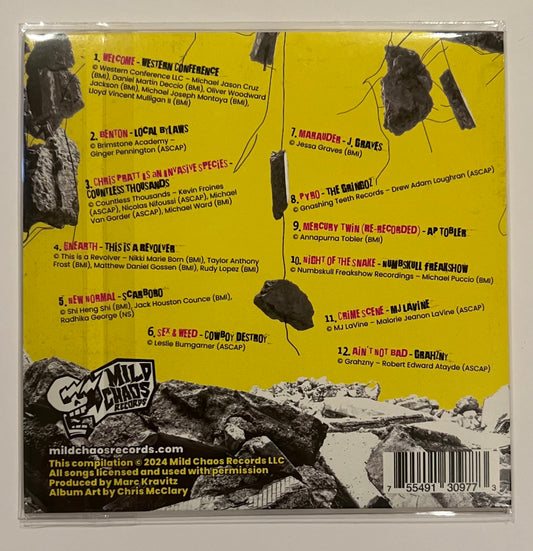 1. WELCOME - WESTERN CONFERENCE
© Western Conference LLC – Michael Jason Cruz
(BMI), Daniel Martin Deccio (BMI), Oliver Woodward
Jackson (BMI), Michael Joseph Montoya (BMI),
Lloyd Vincent Mulligan II (BMI)
2. BENTON - LOCAL BYLAWS
© Brimstone Academy –
Ginger Pennington (ASCAP)
3. CHRIS PRATT IS AN INVASIVE SPECIES -
COUNTLESS THOUSANDS
© Countless Thousands – Kevin Froines
(ASCAP), Nicolas Nifoussi (ASCAP), Michael
Van Gorder (ASCAP), Michael Ward (BMI)
4. UNEARTH - THIS IS A REVOLVER
© This is a Revolver – Nikki Marie Born (BMI), Taylor Anthony
Frost (BMI), Matthew Daniel Gossen (BMI), Rudy Lopez (BMI)
5. NEW NORMAL - SCARBORO
© Shi Heng Shi (BMI), Jack Houston Counce (BMI),
Radhika George (NS)
6. SEX & WEED - COWBOY DESTROY
© Leslie Bumgarner (ASCAP)
7. MARAUDER - J. GRAVES
© Jessa Graves (BMI)
8. PYRO - THE GRINGOZ
© Gnashing Teeth Records – Drew Adam Loughran (ASCAP)
9. MERCURY TWIN (RE-RECORDED) - AP TOBLER
© Annapurna Tobler (BMI)
10. NIGHT OF THE SNAKE - NUMBSKULL FREAKSHOW
© Numbskull Freakshow Recordings – Michael Puccio (BMI)
11. CRIME SCENE - MJ LAVINE
© MJ LaVine – Malorie Jeanon LaVine (ASCAP)
12. AIN'T NOT BAD - GRAHZNY
© Grahzny – Robert Edward Atayde (ASCAP)
MILD
CHAOS
RECORDS
mildchaosrecords.com
This compilation © 2024 Mild Chaos Records LLC
All songs licensed and used with permission
Produced by Marc Kravitz
Album Art by Chris McClary
7 55491 30977 3